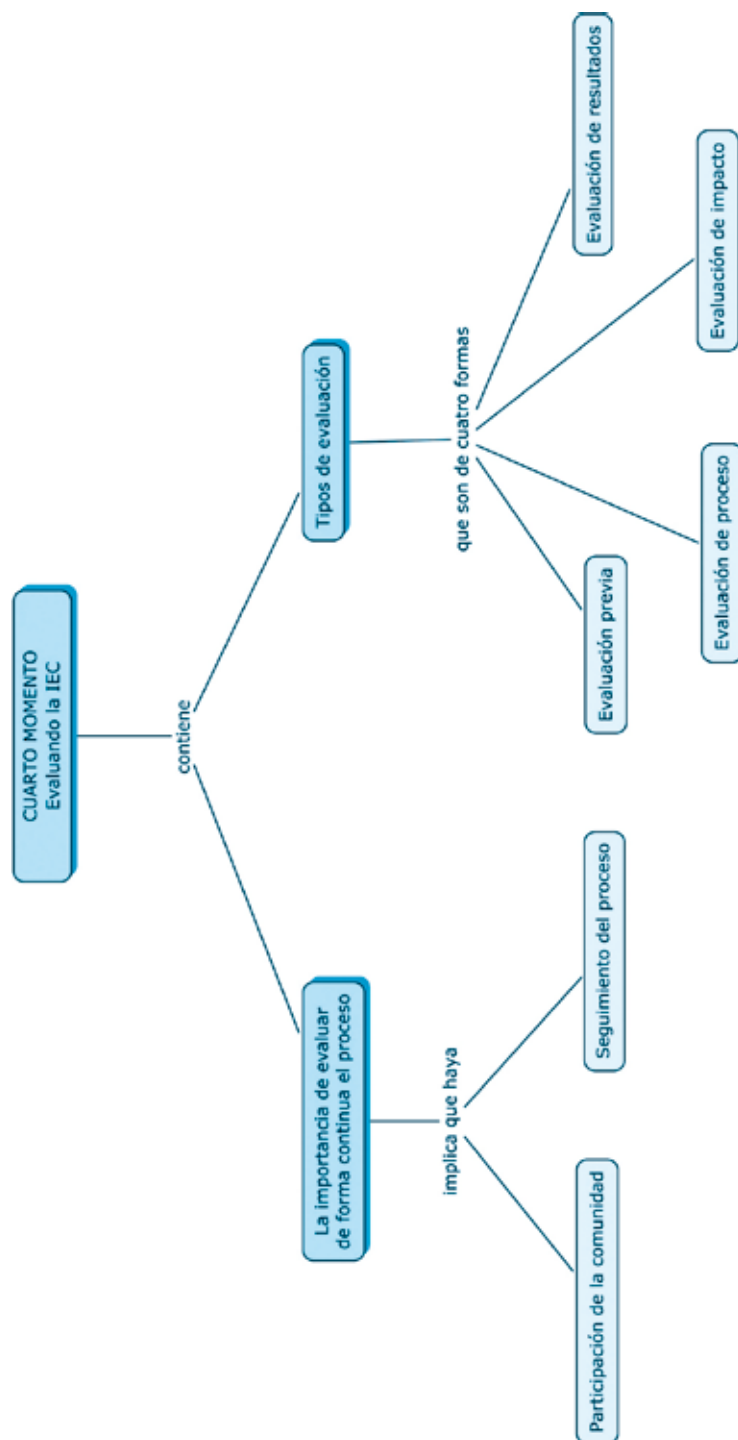 CUARTO MOMENTO
Evaluando la IEC
contiene
La importancia de evaluar
de forma continua el proceso
Tipos de evaluación
implica que haya
que son de cuatro formas
Participación de la comunidad
Seguimiento del proceso
Evaluación previa
Evaluación de proceso
Evaluación de impacto
Evaluación de resultados